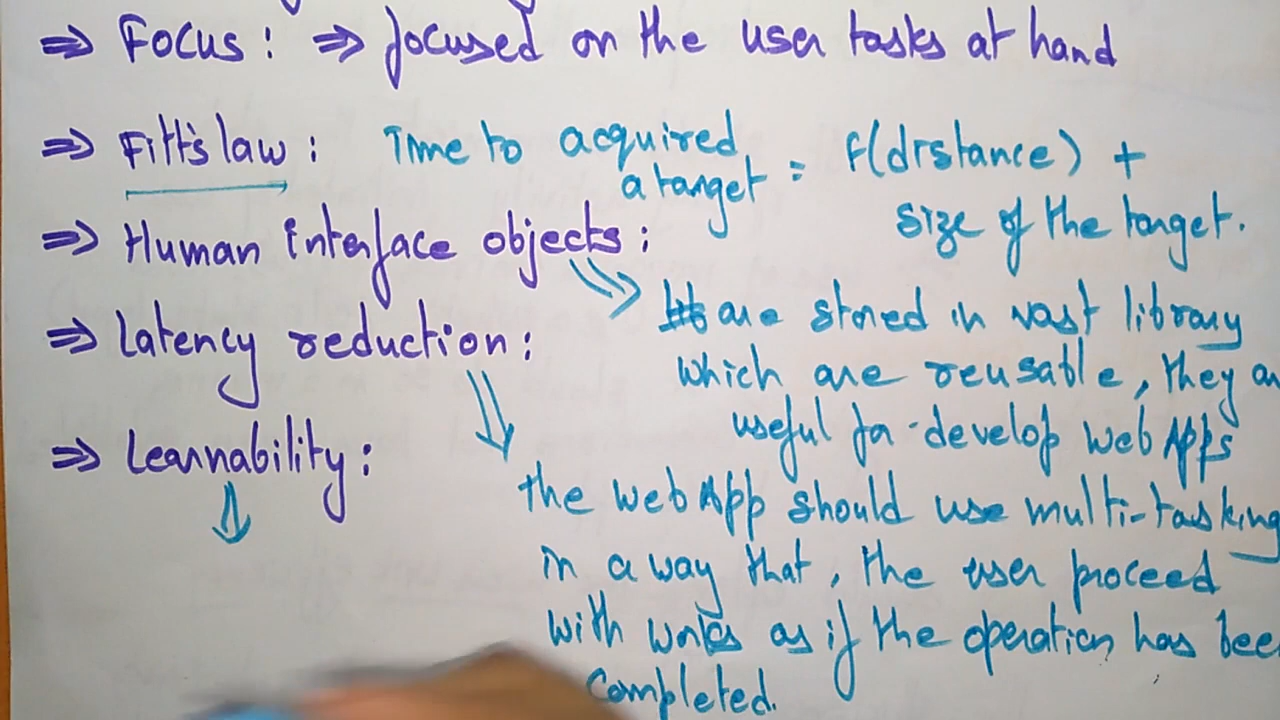 ⇒ Focus : ⇒ focused on the user tasks at hand
⇒ Fitt's law : Time to acquired a target = f(distance) + size of the target.
⇒ Human interface objects :
⇒ are stored in vast library
which are reusable, they ar
useful for develop web Apps
⇒ Latency reduction :
the web App should use multi-tasking
in a way that, the user proceed
with works as if the operation has bee
completed.
⇒ Learnability :